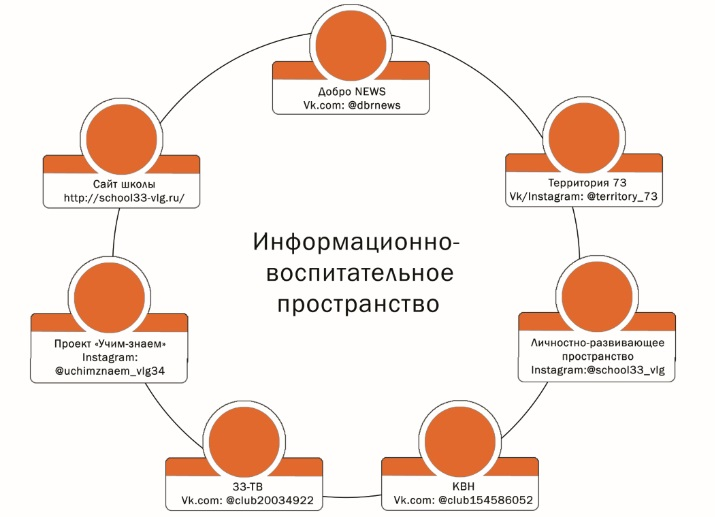 Добро NEWS
Vk.com: @dbrnews
Сайт школы
http://school33-vlg.ru/
Территория 73
Vk/Instagram: @territory_73
Информационно-
воспитательное
пространство
Проект «Учим-знаем»
Instagram:
@uchimznaem_vlg34
Личностно-развивающее
пространство
Instagram:@school33_vlg
33-ТВ
Vk.com: @club20034922
КВН
Vk.com: @club154586052